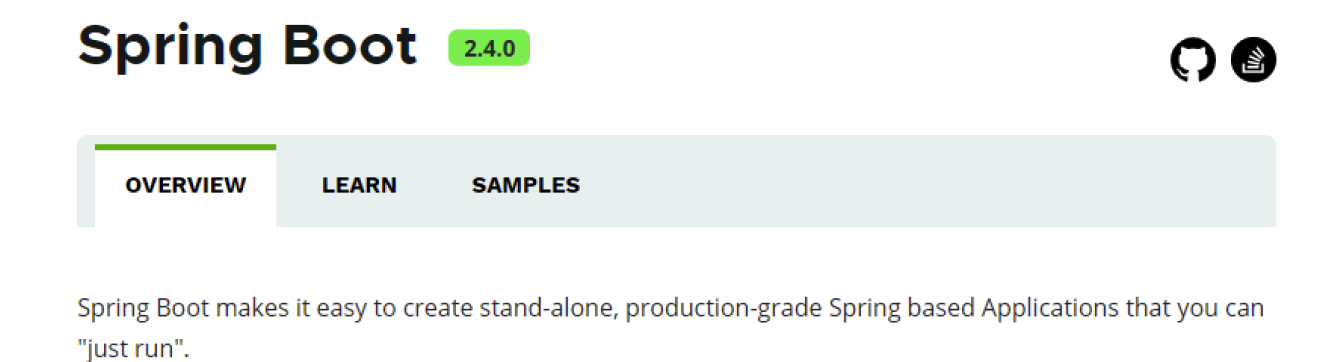 Spring Boot 2.4.0
OVERVIEW LEARN SAMPLES
Spring Boot makes it easy to create stand-alone, production-grade Spring based Applications that you can
"just run".